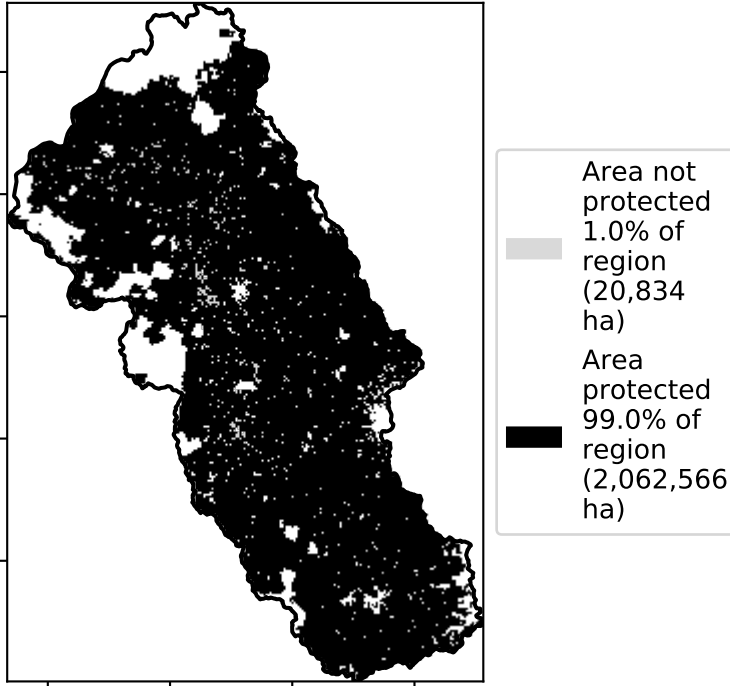 Area not
protected
1.0% of
region
(20,834
ha)
Area
protected
99.0% of
region
(2,062,566
ha)